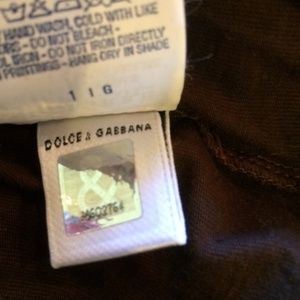 HAND WASH, COLD WITH LIKE
- DO NOT BLEACH -
IRON - DO NOT IRON DIRECTLY
PRINTINGS - HANG DRY IN SHADE
1 1 G
DOLCE & GABBANA
&